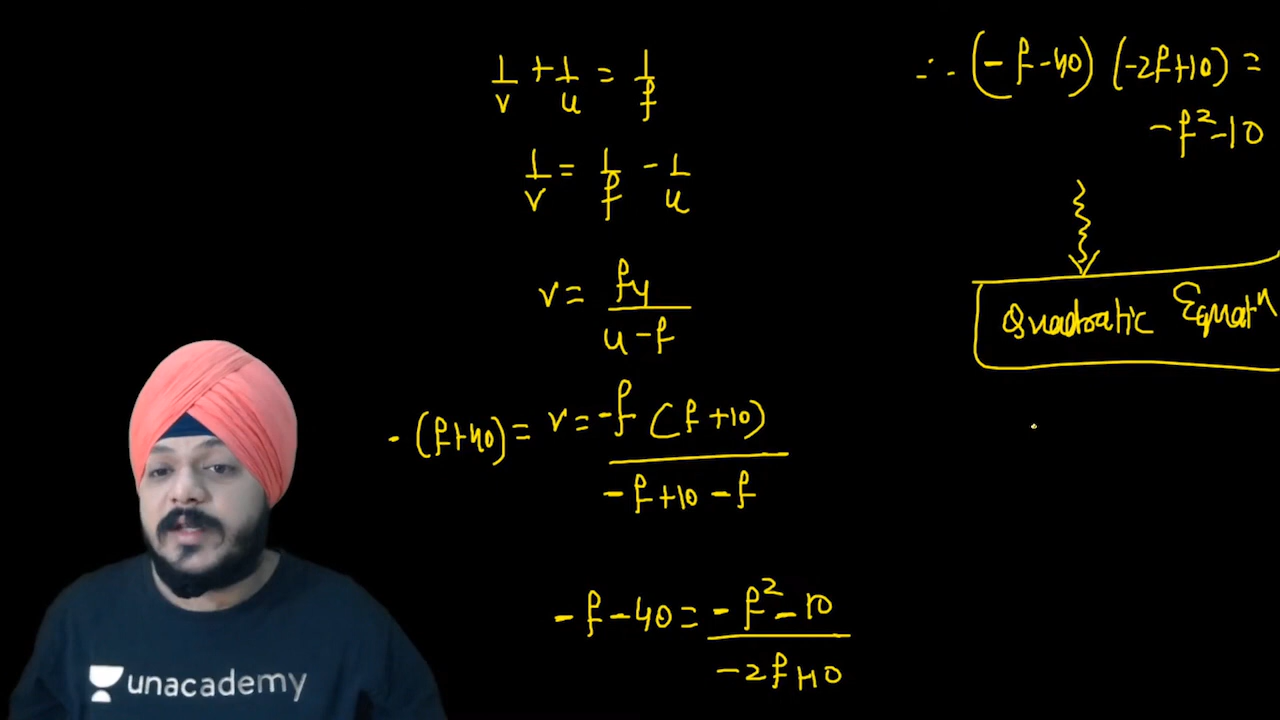 1/v + 1/u = 1/f
1/v = 1/f - 1/u
v = fu/(u - f)
-(f+40) = v = -f (f+10)/(-f+10-f)
-f-40 = (-f²-10)/(-2f+10)
∴ (-f-40) (-2f+10) =
-f²-10
Quadratic Equatⁿ
unacademy